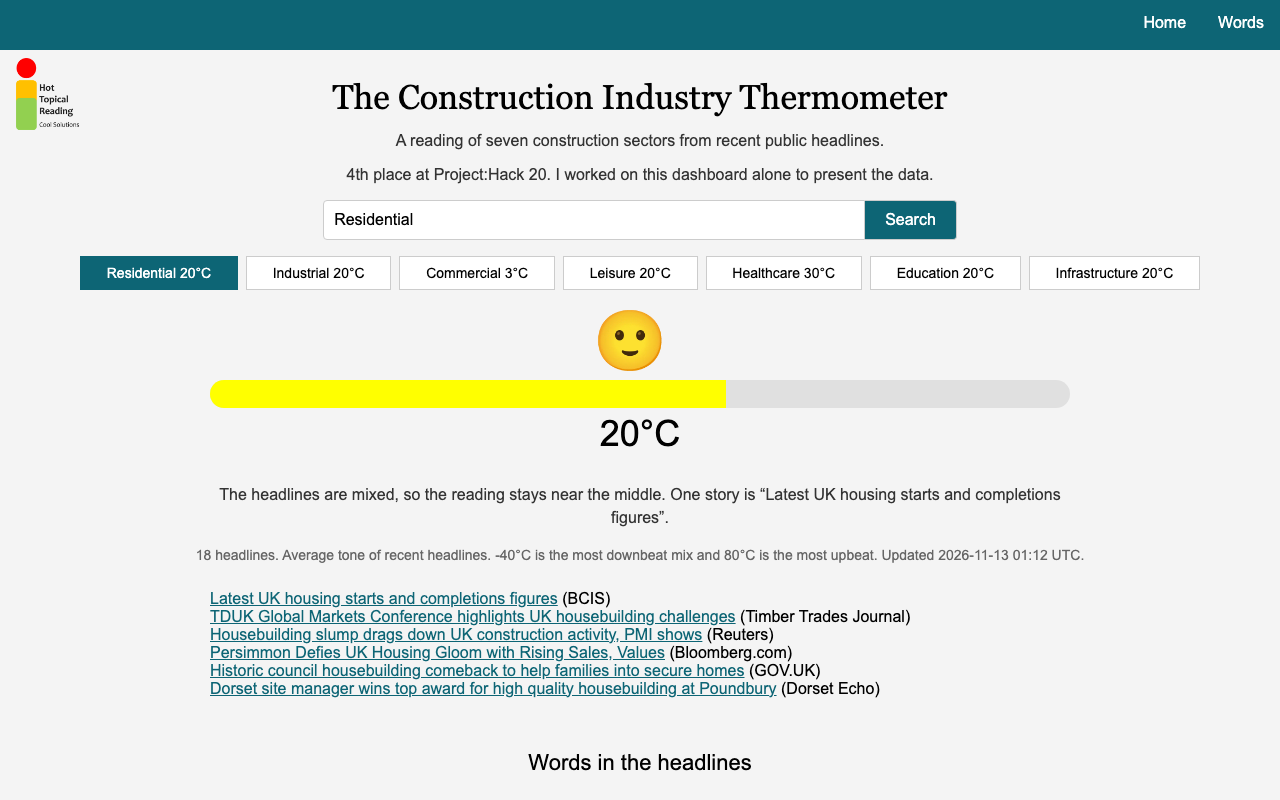 Home Words
Hot
Topical
Reading
Cool Solutions
The Construction Industry Thermometer
A reading of seven construction sectors from recent public headlines.
4th place at Project:Hack 20. I worked on this dashboard alone to present the data.
Residential Search
Residential 20°C Industrial 20°C Commercial 3°C Leisure 20°C Healthcare 30°C Education 20°C Infrastructure 20°C
20°C
The headlines are mixed, so the reading stays near the middle. One story is “Latest UK housing starts and completions
figures”.
18 headlines. Average tone of recent headlines. -40°C is the most downbeat mix and 80°C is the most upbeat. Updated 2026-11-13 01:12 UTC.
Latest UK housing starts and completions figures (BCIS)
TDUK Global Markets Conference highlights UK housebuilding challenges (Timber Trades Journal)
Housebuilding slump drags down UK construction activity, PMI shows (Reuters)
Persimmon Defies UK Housing Gloom with Rising Sales, Values (Bloomberg.com)
Historic council housebuilding comeback to help families into secure homes (GOV.UK)
Dorset site manager wins top award for high quality housebuilding at Poundbury (Dorset Echo)
Words in the headlines